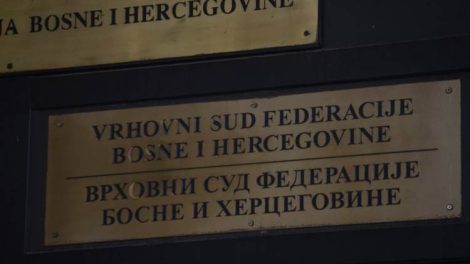 JA BOSNE I HERCEGOVINE
VRHOVNI SUD FEDERACIJE
BOSNE I HERCEGOVINE
ВРХОВНИ СУД ФЕДЕРАЦИЈЕ
БОСНЕ И ХЕРЦЕГОВИНЕ